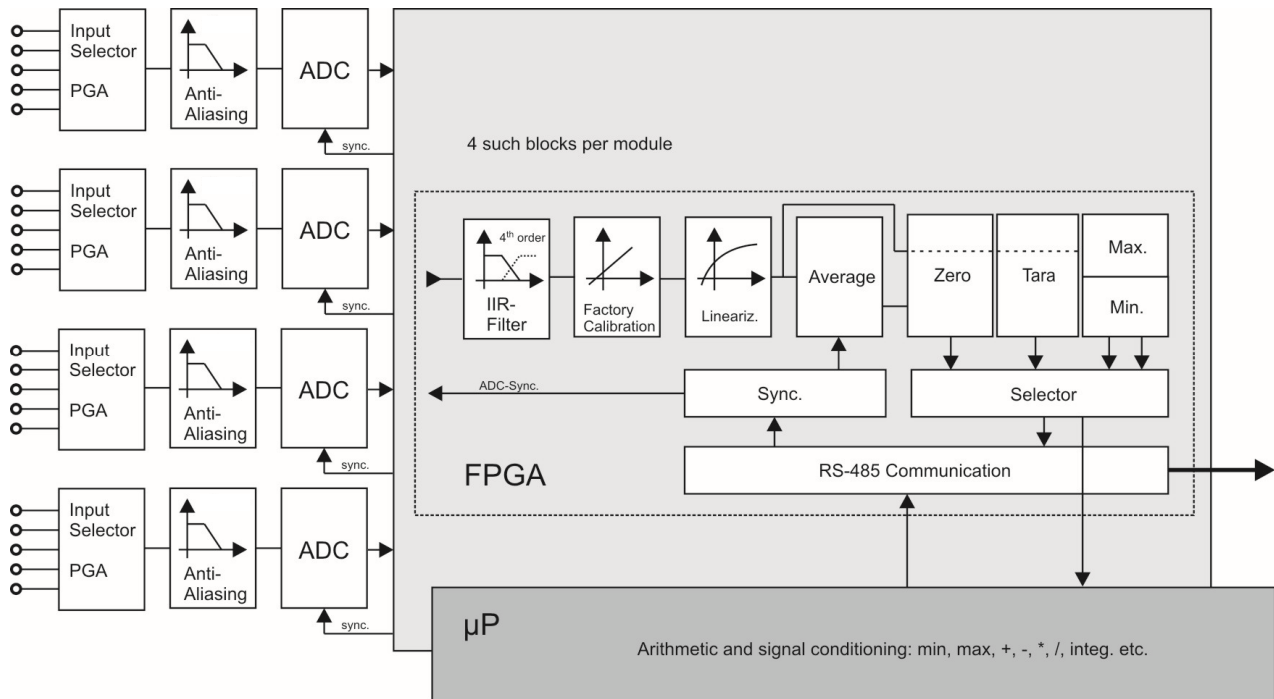 Input
Selector
PGA
Anti-
Aliasing
ADC
sync.
Input
Selector
PGA
Anti-
Aliasing
ADC
sync.
Input
Selector
PGA
Anti-
Aliasing
ADC
sync.
Input
Selector
PGA
Anti-
Aliasing
ADC
sync.
4 such blocks per module
4th order
IIR-
Filter
Factory
Calibration
Lineariz.
Average
Zero
Tara
Max.
Min.
ADC-Sync.
Sync.
Selector
FPGA
RS-485 Communication
µP
Arithmetic and signal conditioning: min, max, +, -, *, /, integ. etc.